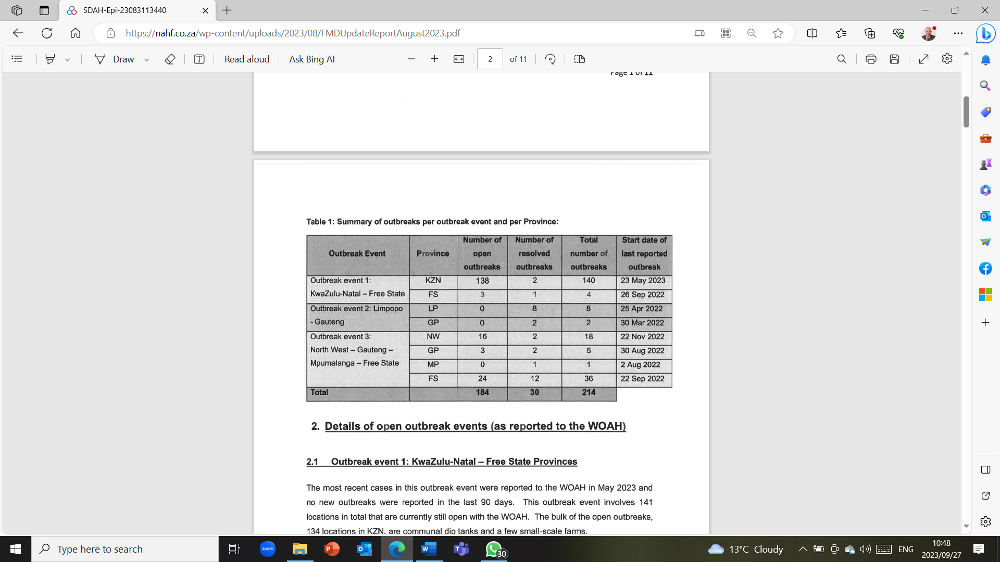 SDAH-Epi-23083113440
https://nahf.co.za/wp-content/uploads/2023/08/FMDUpdateReportAugust2023.pdf
Draw
Read aloud
Ask Bing AI
2
of 11
Page 1 of 11
Table 1: Summary of outbreaks per outbreak event and per Province:
Outbreak Event Province Number of open outbreaks Number of resolved outbreaks Total number of outbreaks Start date of last reported outbreak
Outbreak event 1: KwaZulu-Natal – Free State KZN 138 2 140 23 May 2023
FS 3 1 4 26 Sep 2022
Outbreak event 2: Limpopo - Gauteng LP 0 8 8 25 Apr 2022
GP 0 2 2 30 Mar 2022
Outbreak event 3: North West – Gauteng – Mpumalanga – Free State NW 16 2 18 22 Nov 2022
GP 3 2 5 30 Aug 2022
MP 0 1 1 2 Aug 2022
FS 24 12 36 22 Sep 2022
Total 184 30 214
2. Details of open outbreak events (as reported to the WOAH)
2.1 Outbreak event 1: KwaZulu-Natal – Free State Provinces
The most recent cases in this outbreak event were reported to the WOAH in May 2023 and
no new outbreaks were reported in the last 90 days. This outbreak event involves 141
locations in total that are currently still open with the WOAH. The bulk of the open outbreaks,
134 locations in KZN, are communal dip tanks and a few small-scale farms.
Type here to search
zoom
30
13°C Cloudy
ENG
10:48
2023/09/27